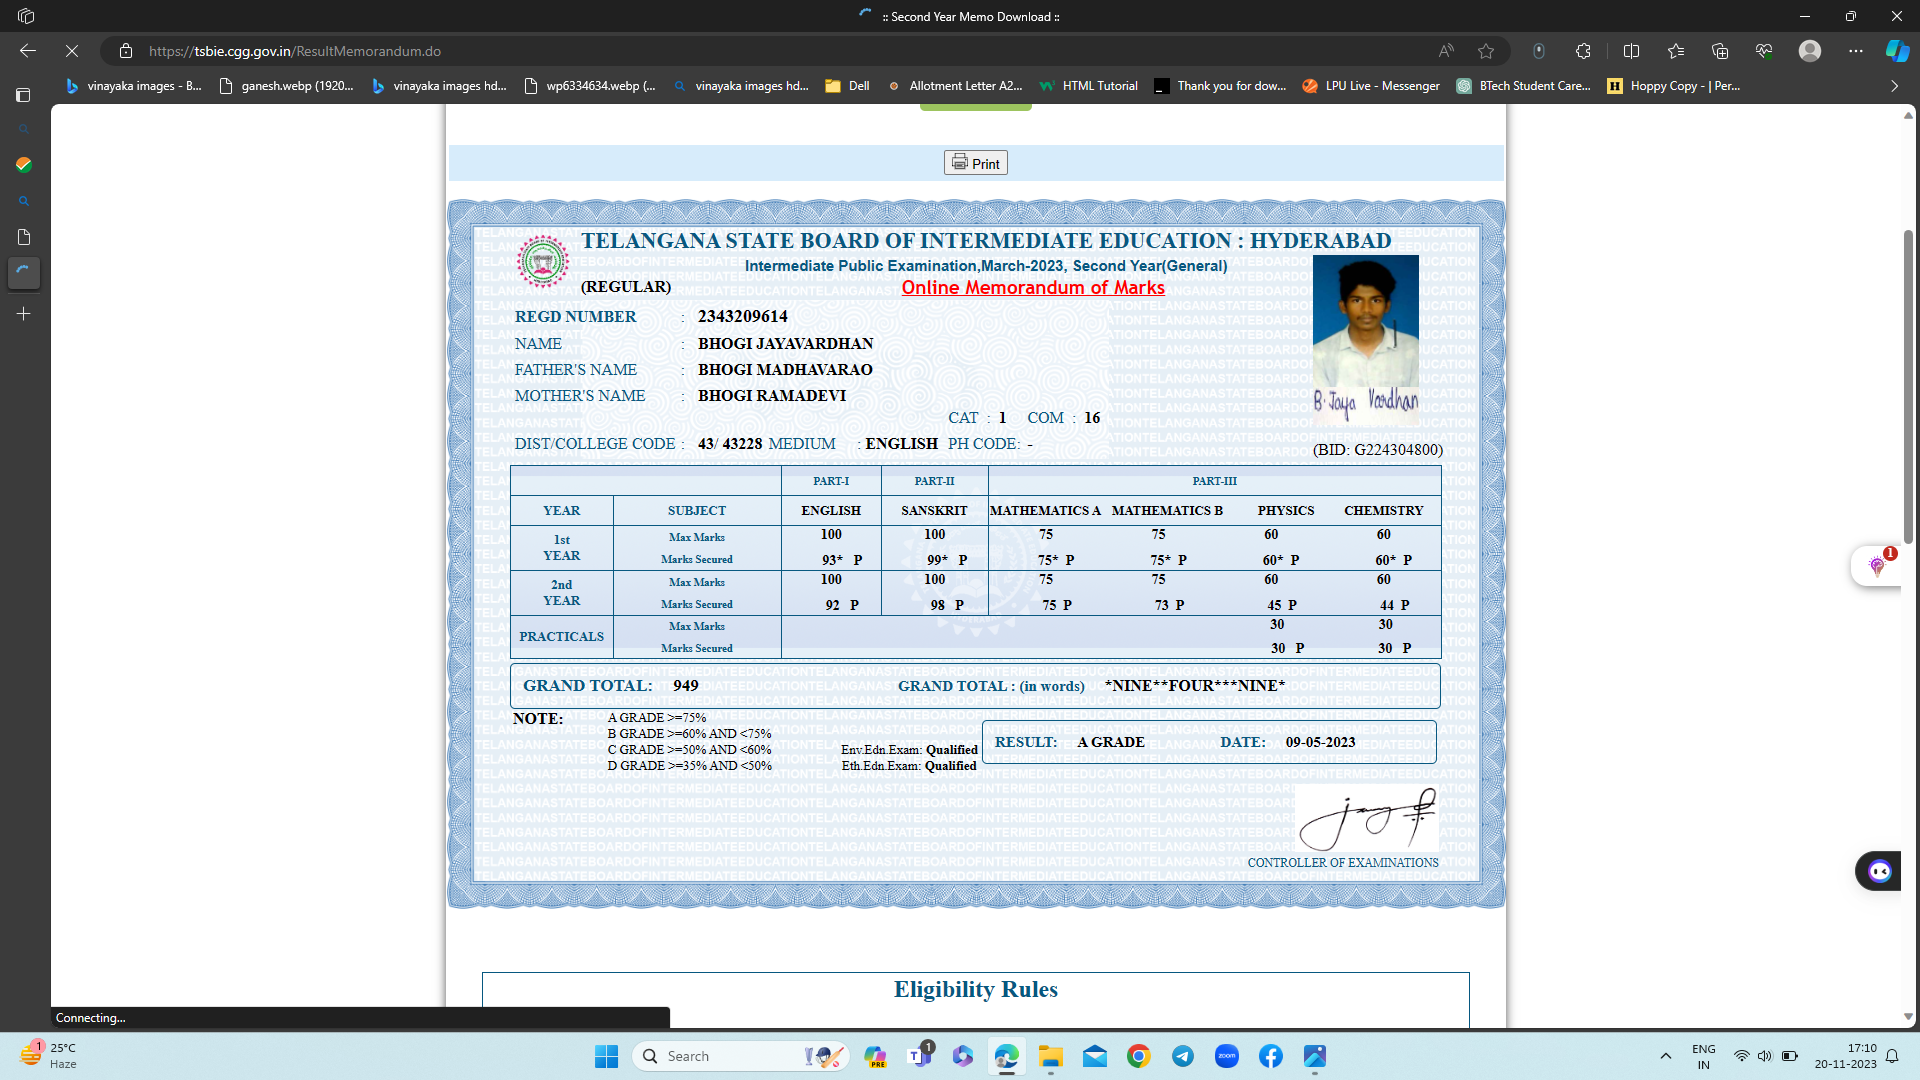 :: Second Year Memo Download ::
https://tsbie.cgg.gov.in/ResultMemorandum.do
vinayaka images - B...
ganesh.webp (1920...
vinayaka images hd...
wp6334634.webp (...
vinayaka images hd...
Dell
Allotment Letter A2...
HTML Tutorial
Thank you for dow...
LPU Live - Messenger
BTech Student Care...
Hoppy Copy - | Per...
Print
TELANGANA STATE BOARD OF INTERMEDIATE EDUCATION : HYDERABAD
Intermediate Public Examination,March-2023, Second Year(General)
(REGULAR) Online Memorandum of Marks
REGD NUMBER : 2343209614
NAME : BHOGI JAYAVARDHAN
FATHER'S NAME : BHOGI MADHAVARAO
MOTHER'S NAME : BHOGI RAMADEVI
B. Jaya Vardhan
CAT : 1 COM : 16
DIST/COLLEGE CODE : 43/ 43228 MEDIUM : ENGLISH PH CODE: -
(BID: G224304800)
PART-I PART-II PART-III
YEAR SUBJECT ENGLISH SANSKRIT MATHEMATICS A MATHEMATICS B PHYSICS CHEMISTRY
1st YEAR
Max Marks 100 100 75 75 60 60
Marks Secured 93* P 99* P 75* P 75* P 60* P 60* P
2nd YEAR
Max Marks 100 100 75 75 60 60
Marks Secured 92 P 98 P 75 P 73 P 45 P 44 P
PRACTICALS
Max Marks 30 30
Marks Secured 30 P 30 P
GRAND TOTAL: 949 GRAND TOTAL : (in words) *NINE**FOUR***NINE*
NOTE: A GRADE >=75%
B GRADE >=60% AND <75%
C GRADE >=50% AND <60%
D GRADE >=35% AND <50%
Env.Edn.Exam: Qualified
Eth.Edn.Exam: Qualified
RESULT: A GRADE DATE: 09-05-2023
CONTROLLER OF EXAMINATIONS
Eligibility Rules
Connecting...
1
1
25°C
Haze
Search
PRE
1
zoom
ENG
IN
17:10
20-11-2023